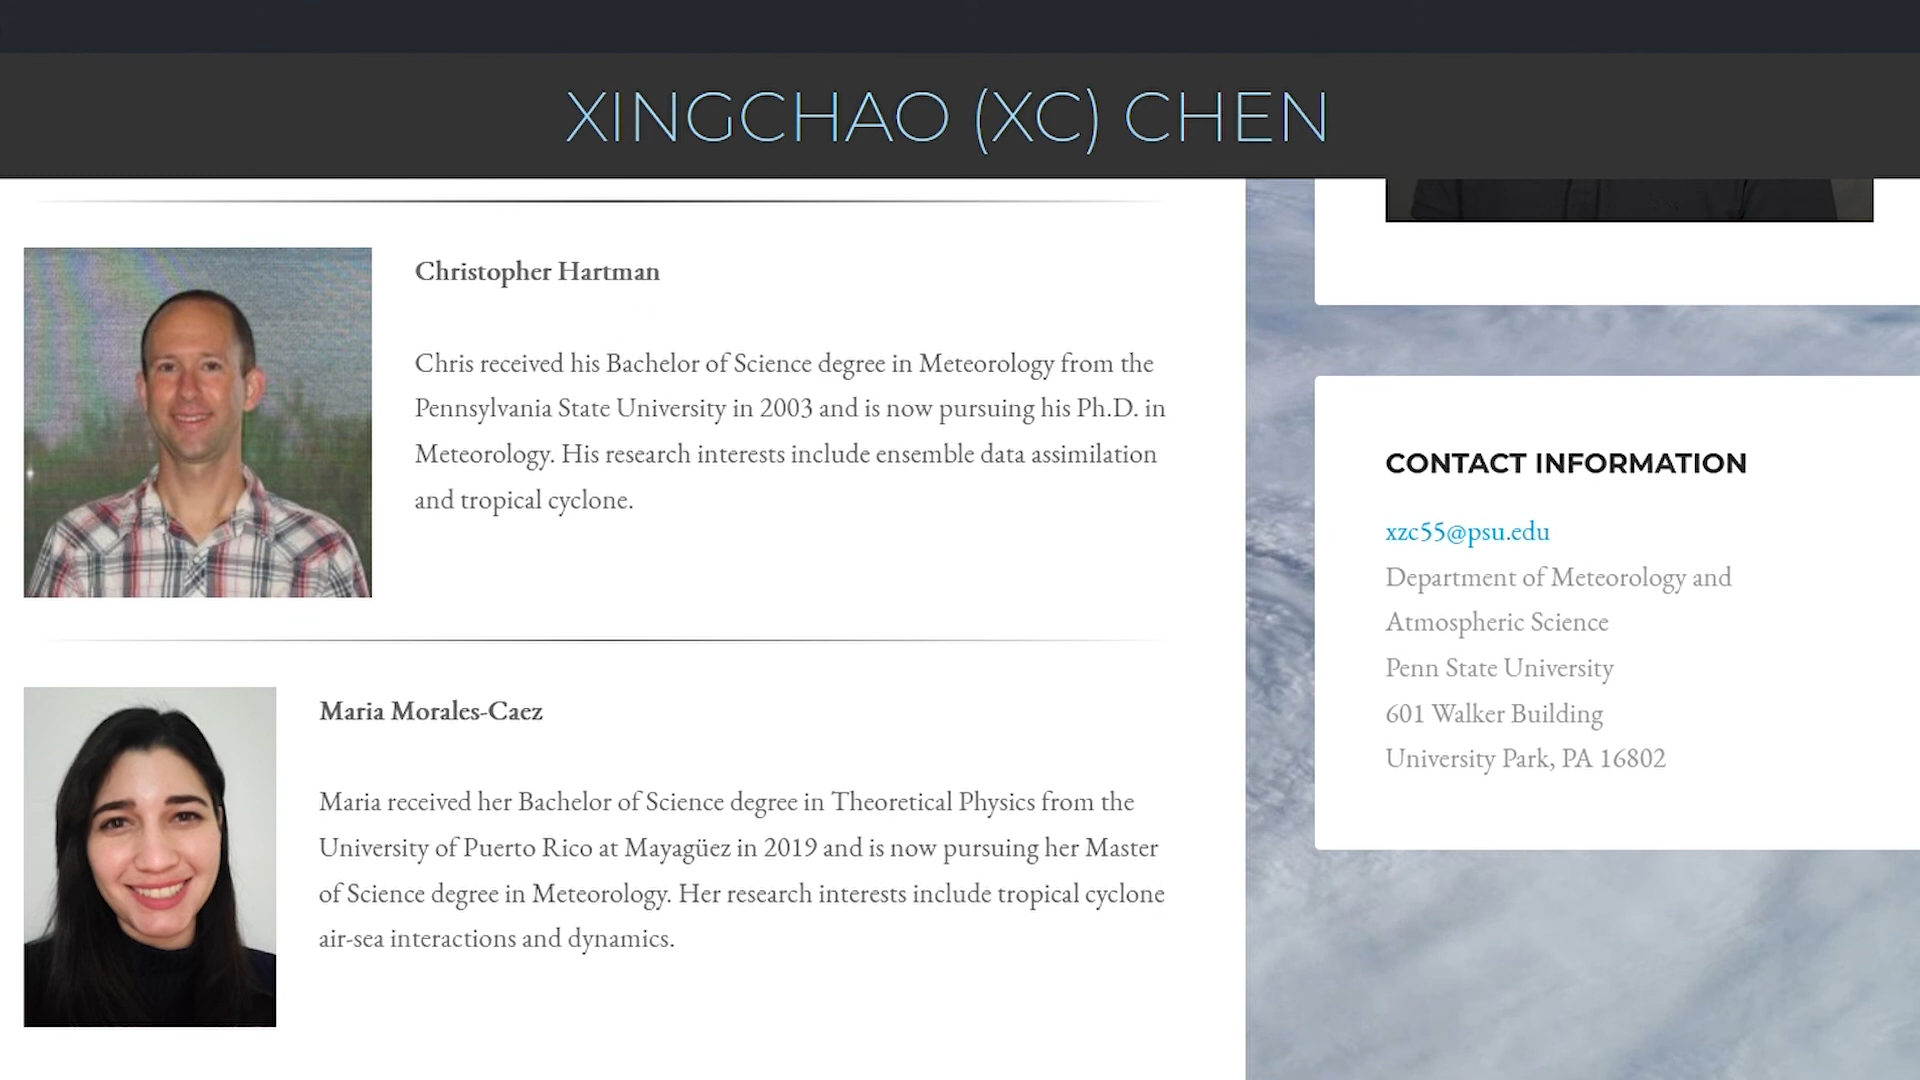 XINGCHAO (XC) CHEN
Christopher Hartman
Chris received his Bachelor of Science degree in Meteorology from the
Pennsylvania State University in 2003 and is now pursuing his Ph.D. in
Meteorology. His research interests include ensemble data assimilation
and tropical cyclone.
Maria Morales-Caez
Maria received her Bachelor of Science degree in Theoretical Physics from the
University of Puerto Rico at Mayagüez in 2019 and is now pursuing her Master
of Science degree in Meteorology. Her research interests include tropical cyclone
air-sea interactions and dynamics.
CONTACT INFORMATION
xzc55@psu.edu
Department of Meteorology and
Atmospheric Science
Penn State University
601 Walker Building
University Park, PA 16802